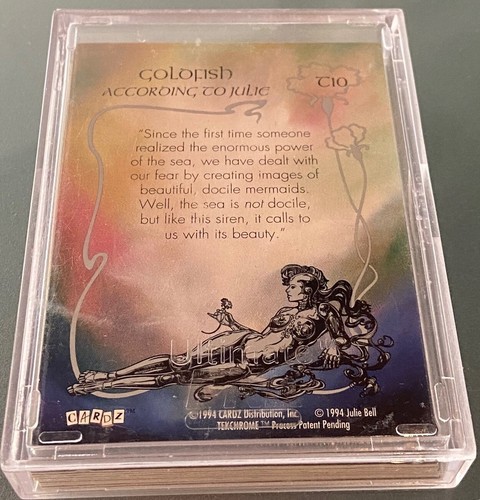 GOLDFISH
T10
ACCORDING TO JULIE
"Since the first time someone
realized the enormous power
of the sea, we have dealt with
our fear by creating images of
beautiful, docile mermaids.
Well, the sea is not docile,
but like this siren, it calls to
us with its beauty."
Ultimate
CARDZ™
©1994 CARDZ Distribution, Inc. © 1994 Julie Bell
TEKCHROME™ Process Patent Pending